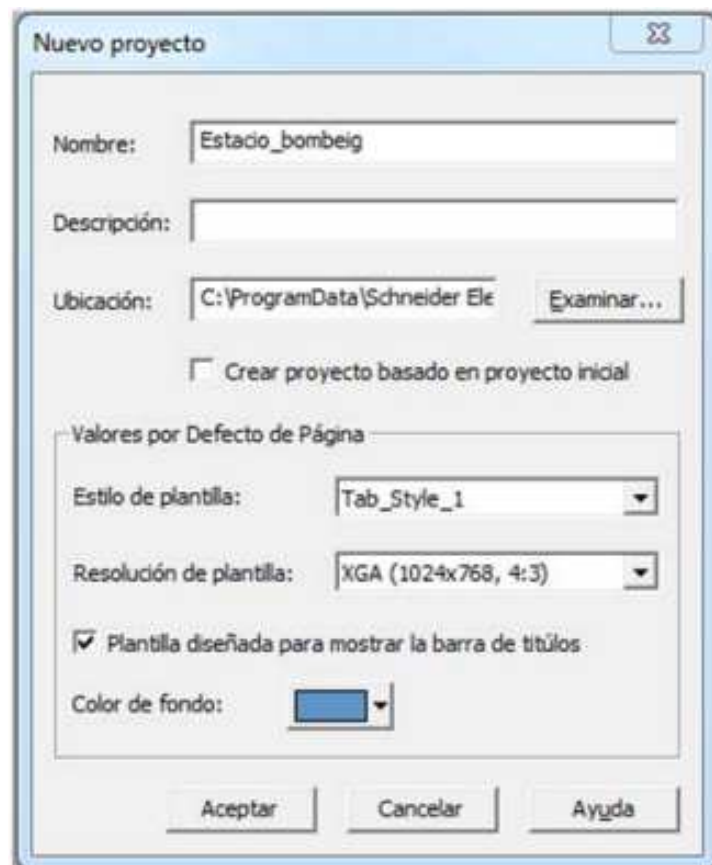 Nuevo proyecto
Nombre: Estacio_bombeig
Descripción:
Ubicación: C:\ProgramData\Schneider Ele Examinar...
Crear proyecto basado en proyecto inicial
Valores por Defecto de Página
Estilo de plantilla: Tab_Style_1
Resolución de plantilla: XGA (1024x768, 4:3)
Plantilla diseñada para mostrar la barra de titúlos
Color de fondo:
Aceptar Cancelar Ayuda